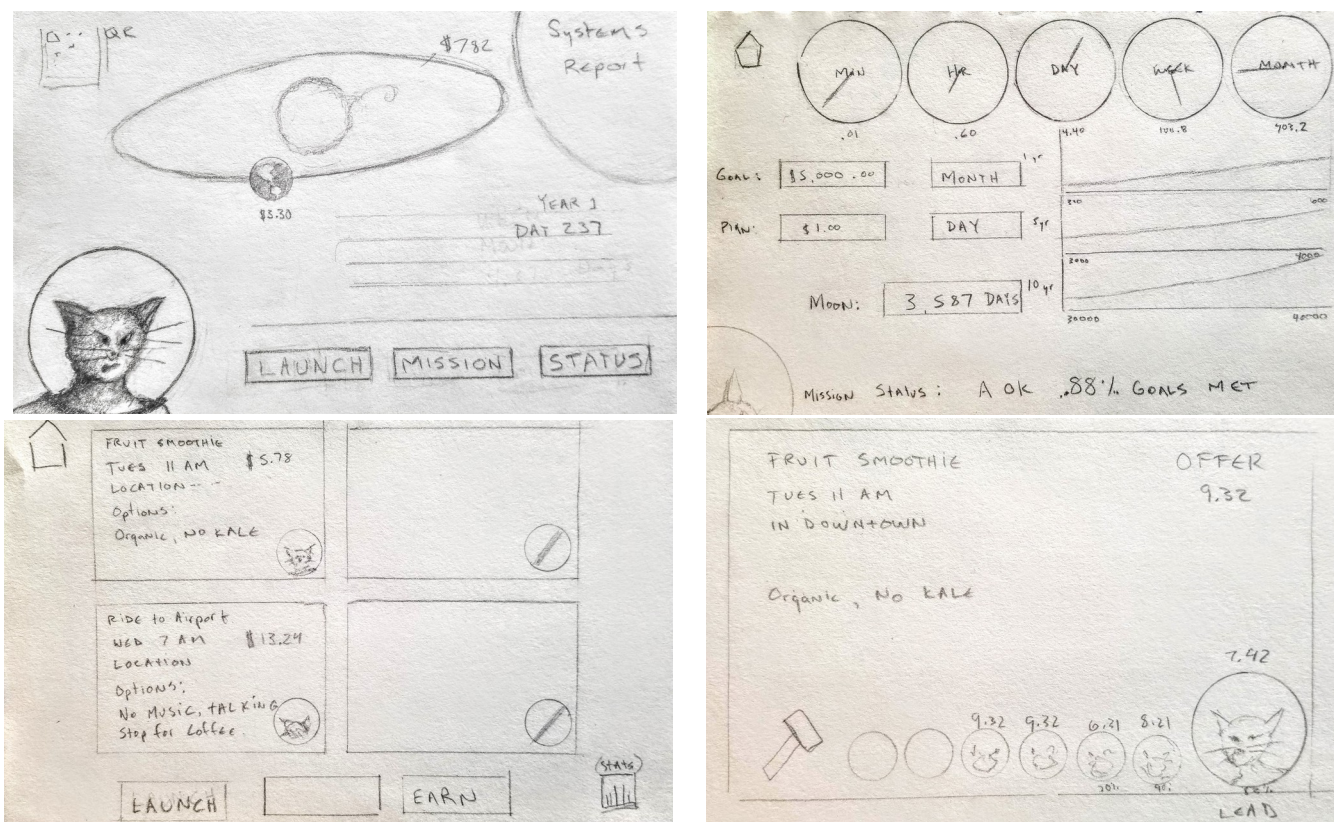 QR
$782
Systems
Report
$3.30
YEAR 1
DAY 237
LAUNCH
MISSION
STATUS
MIN
HR
DAY
WEEK
MONTH
.01
.60
4.40
GOAL:
$5,000.00
MONTH
1 yr
600
PLAN:
$1.00
DAY
5yr
3000
4000
MOON:
3,587 DAYS
10 yr
30000
40000
MISSION STATUS: A OK .88% GOALS MET
FRUIT SMOOTHIE
TUES 11 AM $5.78
LOCATION---
Options:
Organic, NO KALE
RIDE to Airport
WED 7 AM $13.24
LOCATION
Options:
No Music, TALKING
Stop for Coffee
LAUNCH
EARN
(STATS)
FRUIT SMOOTHIE
OFFER
TUES 11 AM
9.32
IN DOWNTOWN
Organic, No KALE
7.42
9.32
9.32
6.21
8.21
90%
LEAD